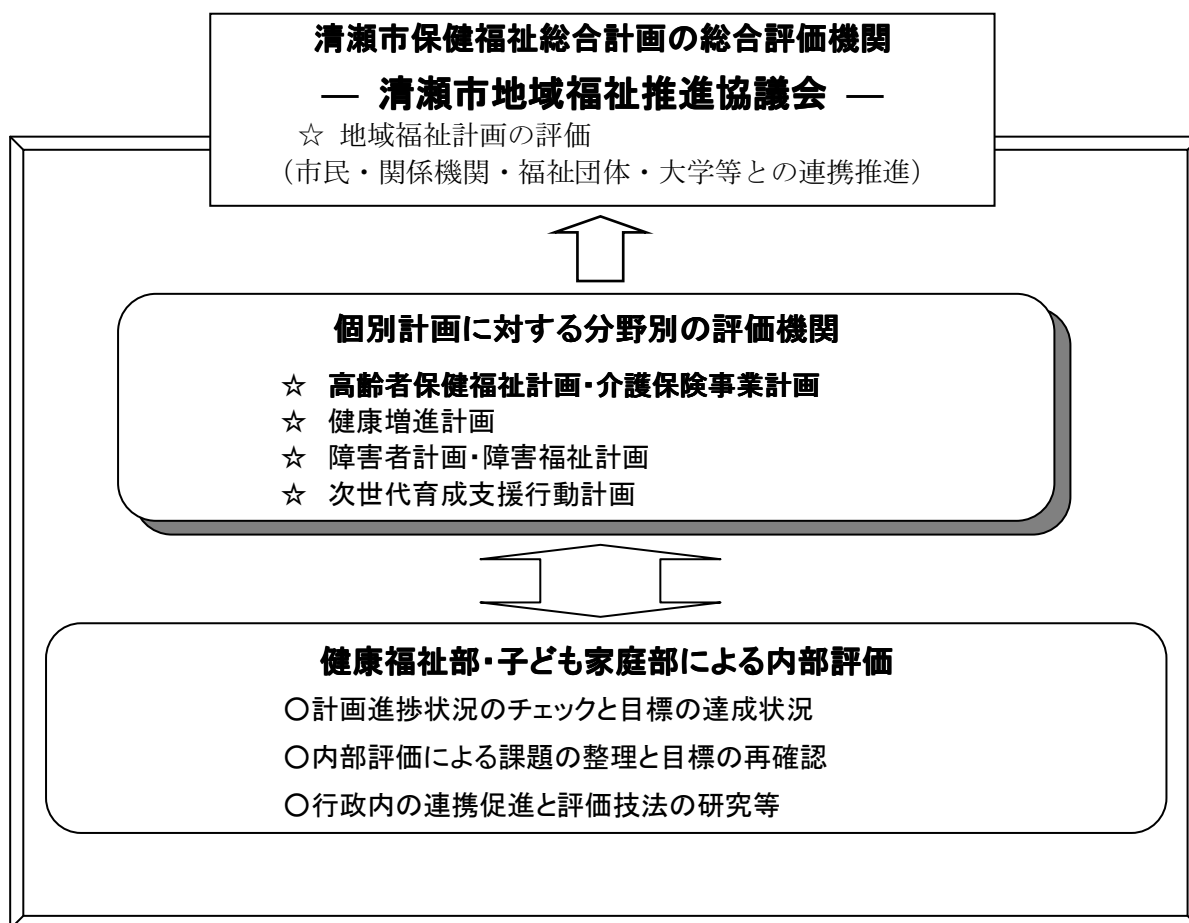 清瀬市保健福祉総合計画の総合評価機関
― 清瀬市地域福祉推進協議会 ―
☆ 地域福祉計画の評価
（市民・関係機関・福祉団体・大学等との連携推進）
個別計画に対する分野別の評価機関
☆ 高齢者保健福祉計画・介護保険事業計画
☆ 健康増進計画
☆ 障害者計画・障害福祉計画
☆ 次世代育成支援行動計画
健康福祉部・子ども家庭部による内部評価
○計画進捗状況のチェックと目標の達成状況
○内部評価による課題の整理と目標の再確認
○行政内の連携促進と評価技法の研究等